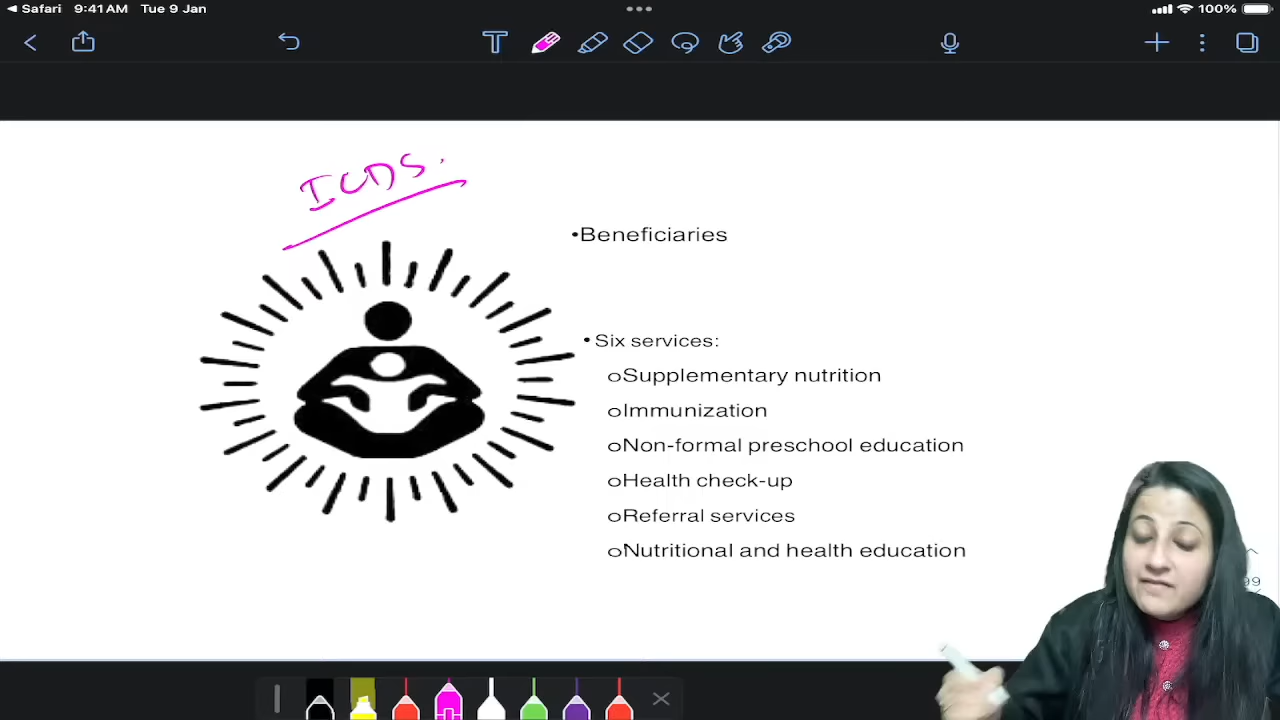 Safari 9:41 AM Tue 9 Jan 100%
ICDS.
•Beneficiaries
• Six services:
oSupplementary nutrition
oImmunization
oNon-formal preschool education
oHealth check-up
oReferral services
oNutritional and health education